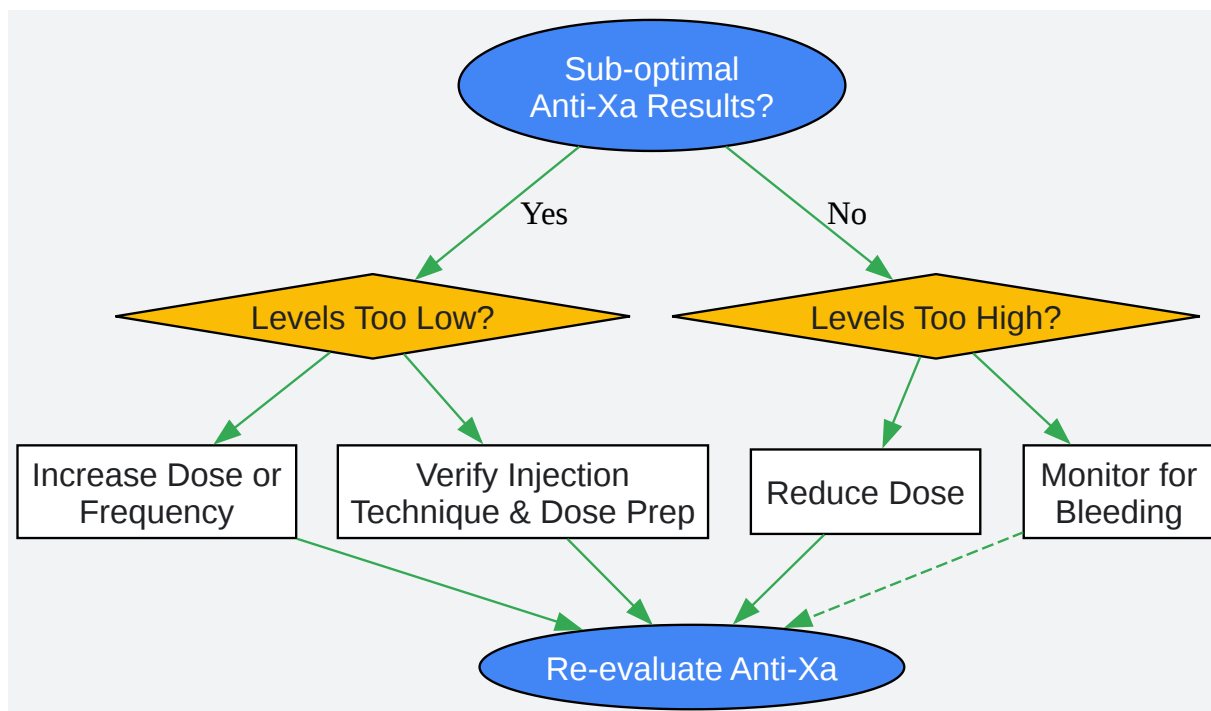 Sub-optimal
Anti-Xa Results?
Yes
No
Levels Too Low?
Levels Too High?
Increase Dose or
Frequency
Verify Injection
Technique & Dose Prep
Reduce Dose
Monitor for
Bleeding
Re-evaluate Anti-Xa